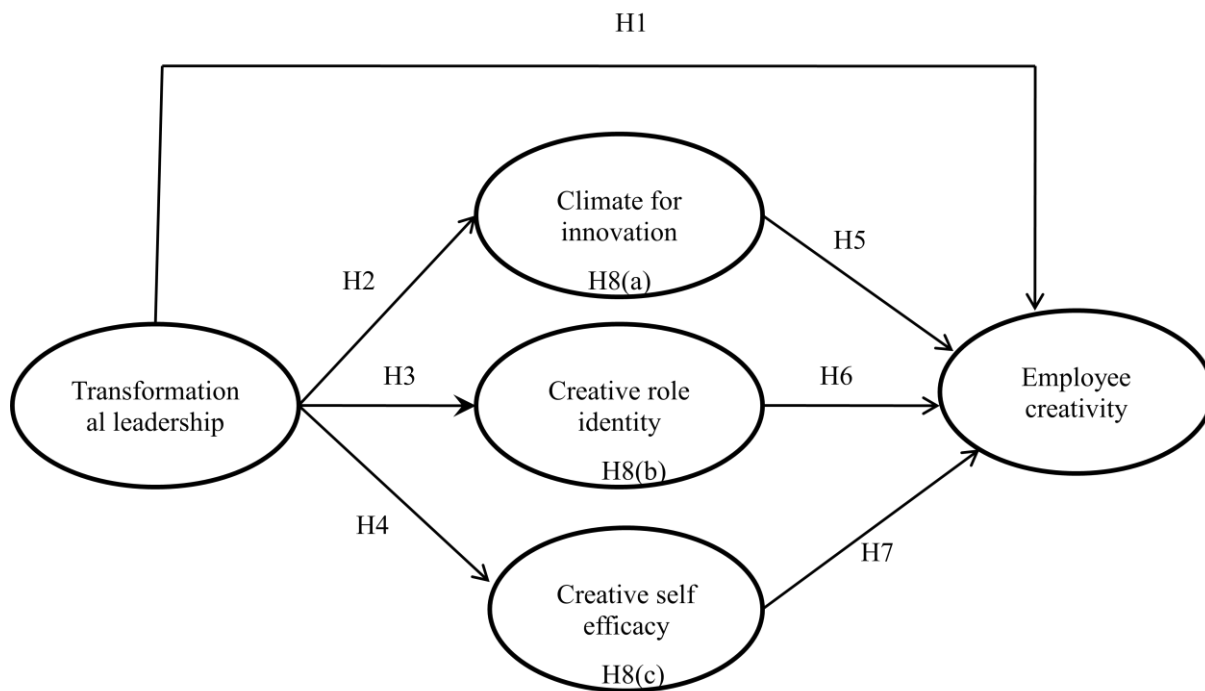 H1
Climate for
innovation
H8(a)
H2
H5
Transformation
al leadership
H3
Creative role
identity
H8(b)
H6
Employee
creativity
H4
Creative self
efficacy
H8(c)
H7